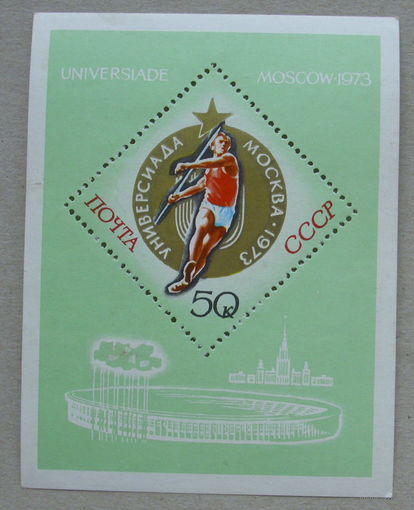 UNIVERSIADE MOSCOW·1973
УНИВЕРСИАДА МОСКВА·1973
ПОЧТА СССР
50к